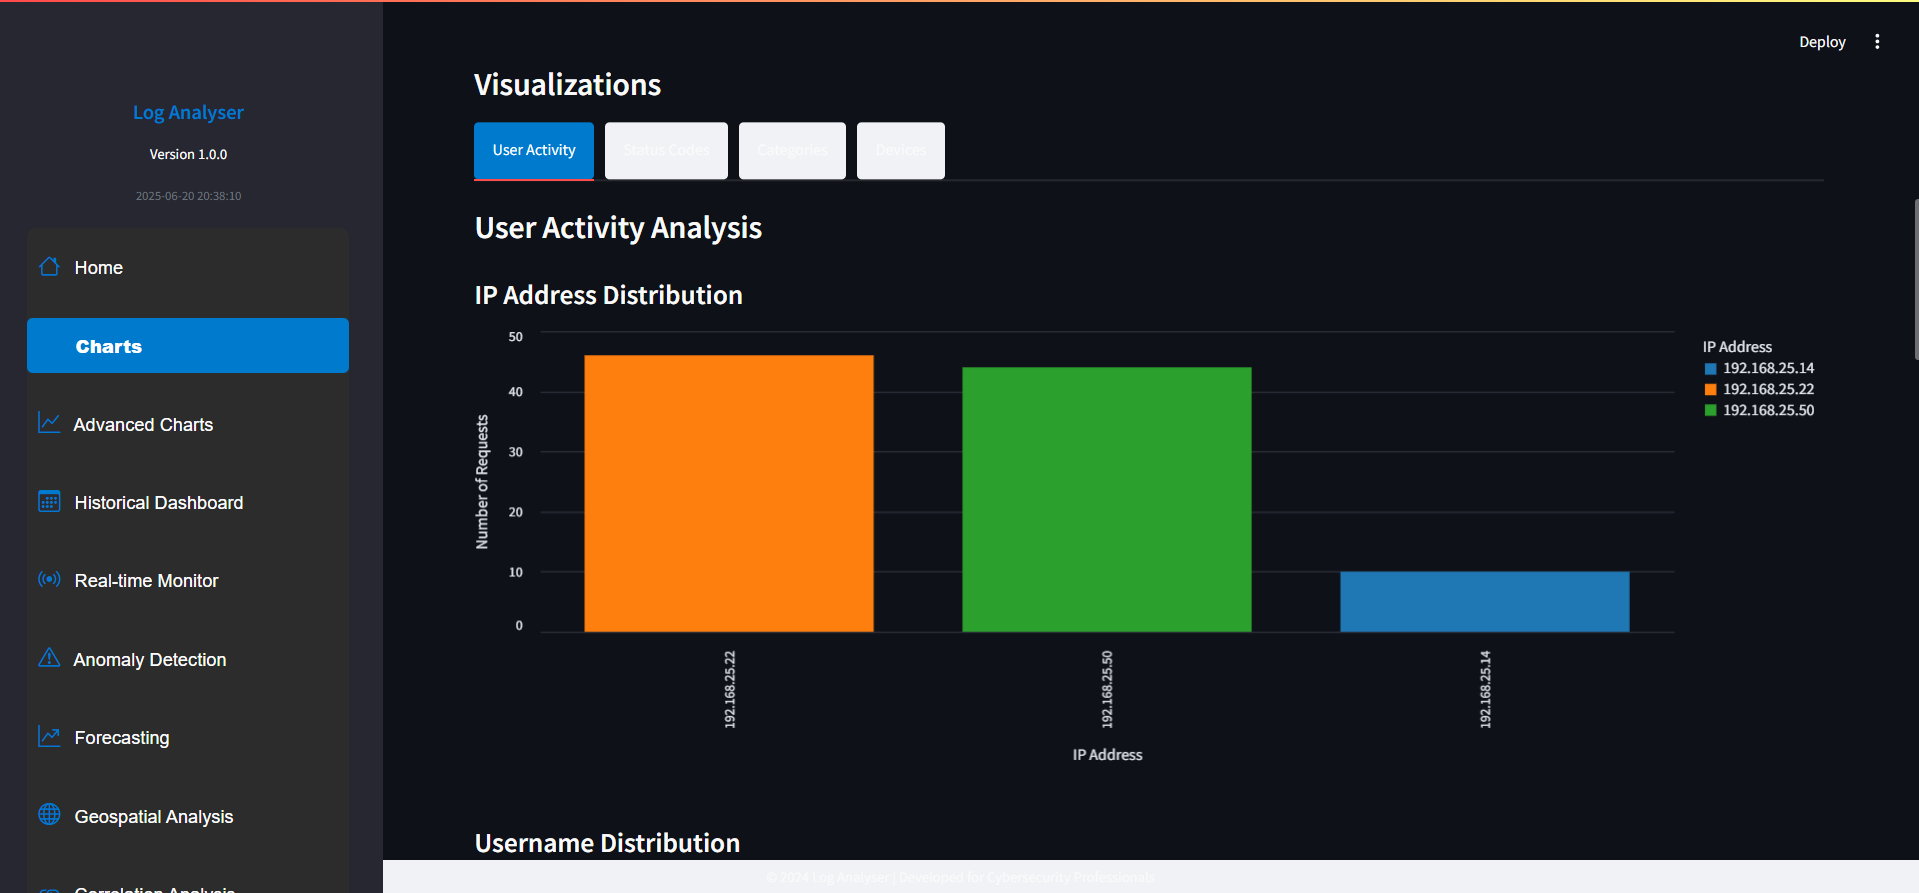 Deploy
Log Analyser
Version 1.0.0
2025-06-20 20:38:10
Home
Charts
Advanced Charts
Historical Dashboard
Real-time Monitor
Anomaly Detection
Forecasting
Geospatial Analysis
Correlation Analysis
Visualizations
User Activity
Status Codes
Categories
Devices
User Activity Analysis
IP Address Distribution
Number of Requests
50
40
30
20
10
0
192.168.25.22
192.168.25.50
192.168.25.14
IP Address
IP Address
192.168.25.14
192.168.25.22
192.168.25.50
Username Distribution
© 2024 Log Analyser | Developed for Cybersecurity Professionals